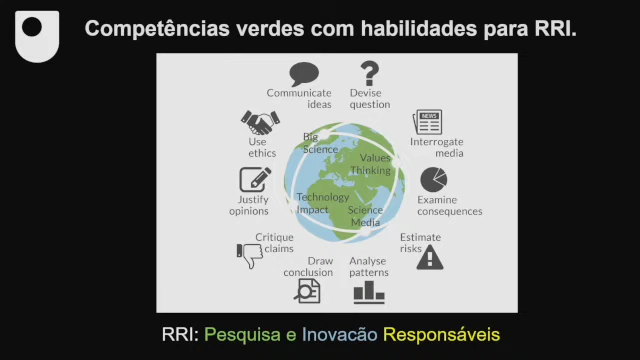 Competências verdes com habilidades para RRI.
Communicate
ideas
Devise
question
NEWS
Use
ethics
Interrogate
media
Big
Science
Values
Thinking
Justify
opinions
Examine
consequences
Technology
Impact
Science
Media
Critique
claims
Estimate
risks
Draw
conclusion
Analyse
patterns
RRI: Pesquisa e Inovacão Responsáveis